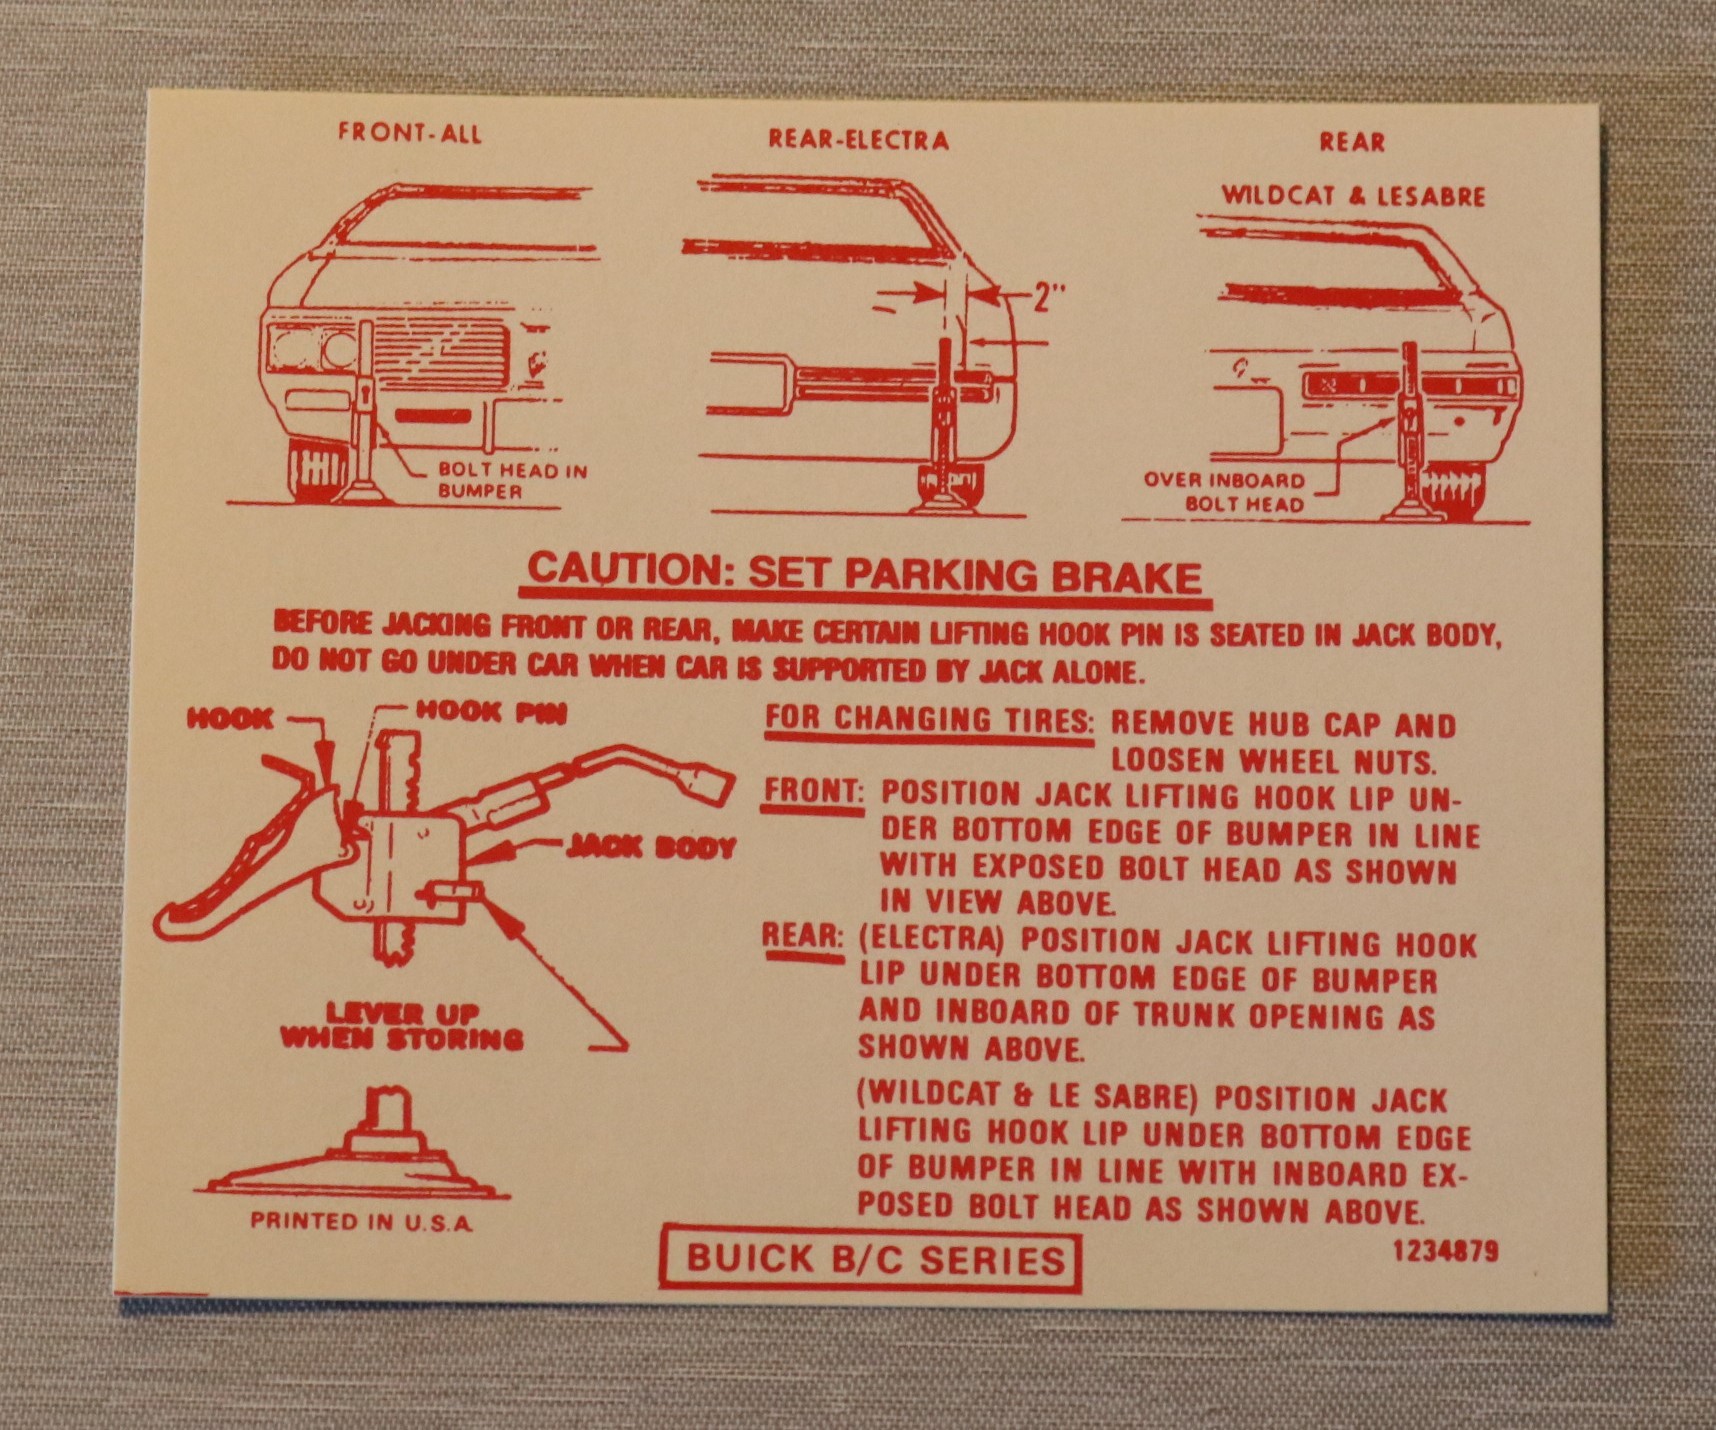 FRONT-ALL
REAR-ELECTRA
REAR
WILDCAT & LESABRE
2"
BOLT HEAD IN
BUMPER
OVER INBOARD
BOLT HEAD
CAUTION: SET PARKING BRAKE
BEFORE JACKING FRONT OR REAR, MAKE CERTAIN LIFTING HOOK PIN IS SEATED IN JACK BODY,
DO NOT GO UNDER CAR WHEN CAR IS SUPPORTED BY JACK ALONE.
HOOK
HOOK PIN
JACK BODY
LEVER UP
WHEN STORING
PRINTED IN U.S.A.
FOR CHANGING TIRES: REMOVE HUB CAP AND
LOOSEN WHEEL NUTS.
FRONT: POSITION JACK LIFTING HOOK LIP UN-
DER BOTTOM EDGE OF BUMPER IN LINE
WITH EXPOSED BOLT HEAD AS SHOWN
IN VIEW ABOVE.
REAR: (ELECTRA) POSITION JACK LIFTING HOOK
LIP UNDER BOTTOM EDGE OF BUMPER
AND INBOARD OF TRUNK OPENING AS
SHOWN ABOVE.
(WILDCAT & LE SABRE) POSITION JACK
LIFTING HOOK LIP UNDER BOTTOM EDGE
OF BUMPER IN LINE WITH INBOARD EX-
POSED BOLT HEAD AS SHOWN ABOVE.
1234879
BUICK B/C SERIES